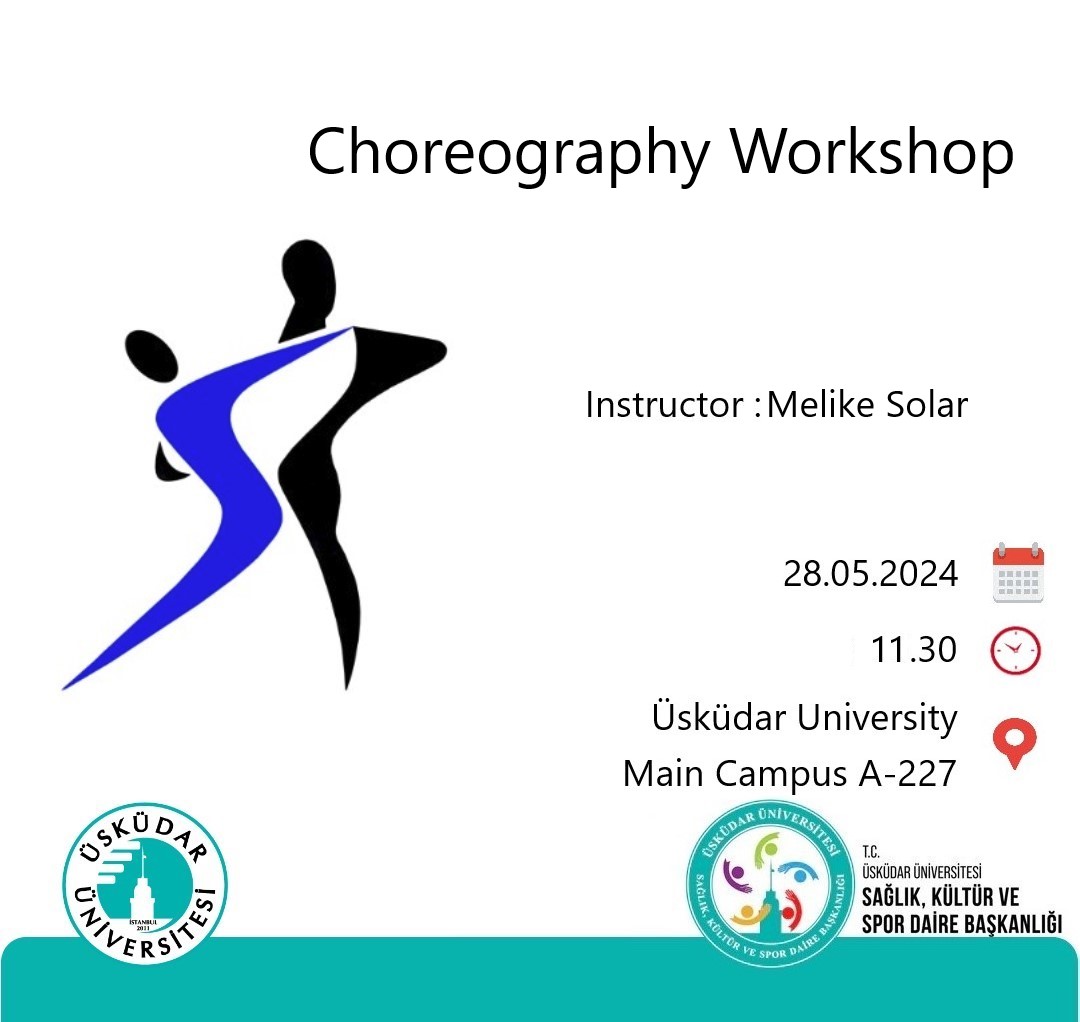 Choreography Workshop
Instructor : Melike Solar
28.05.2024
11.30
Üsküdar University
Main Campus A-227
ÜSKÜDAR
ÜNİVERSİTESİ
İSTANBUL
2011
ÜSKÜDAR ÜNİVERSİTESİ
SAĞLIK, KÜLTÜR VE SPOR DAİRE BAŞKANLIĞI
T.C.
ÜSKÜDAR ÜNİVERSİTESİ
SAĞLIK, KÜLTÜR VE
SPOR DAİRE BAŞKANLIĞI